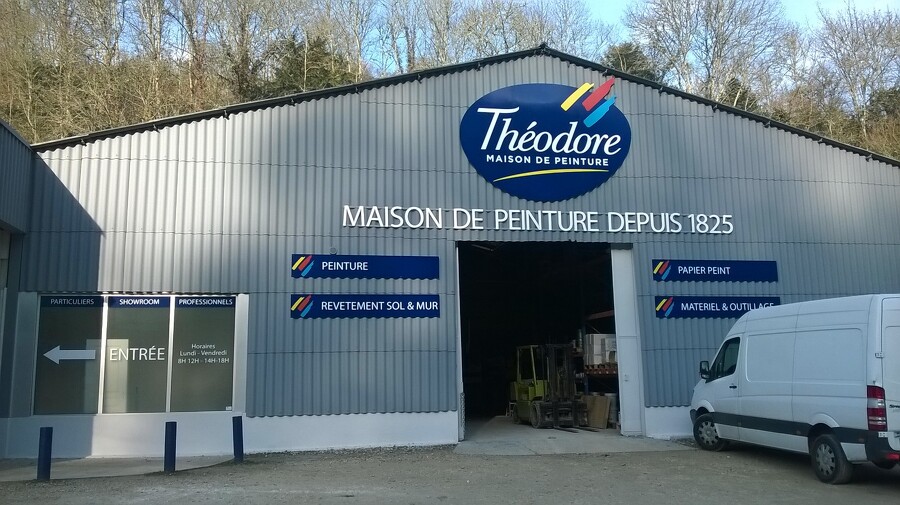 Théodore
MAISON DE PEINTURE
MAISON DE PEINTURE DEPUIS 1825
PEINTURE
REVETEMENT SOL & MUR
PAPIER PEINT
MATERIEL & OUTILLAGE
PARTICULIERS
SHOWROOM
PROFESSIONNELS
ENTRÉE
Horaires
Lundi - Vendredi
8H 12H - 14H-18H